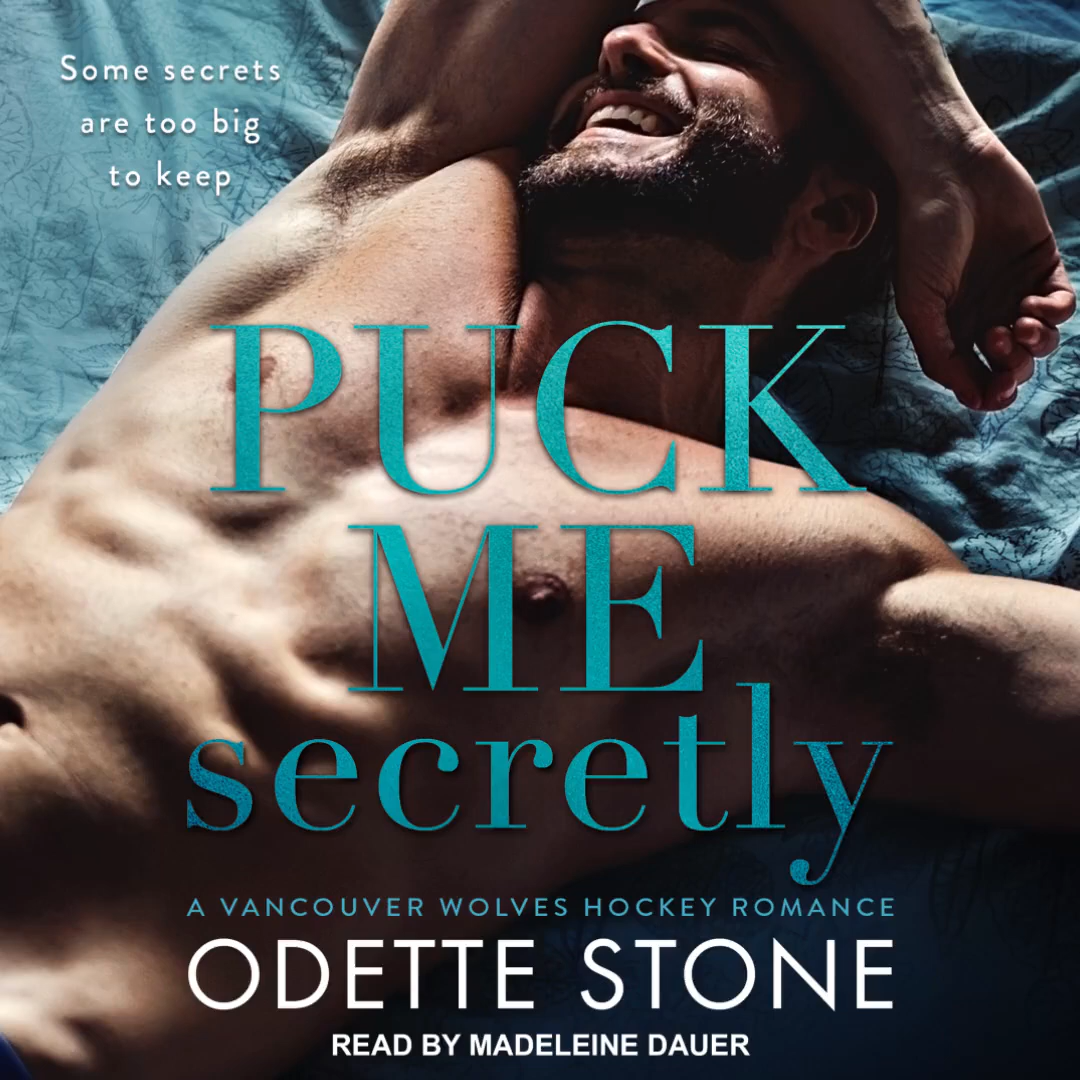 Some secrets
are too big
to keep
PUCK
ME
secretly
A VANCOUVER WOLVES HOCKEY ROMANCE
ODETTE STONE
READ BY MADELEINE DAUER